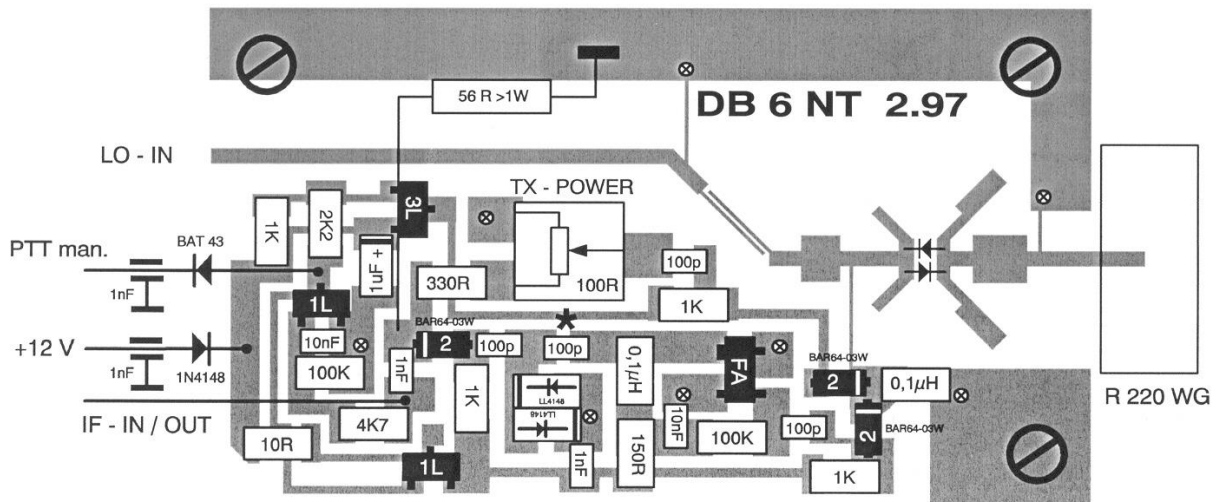 56 R >1W
DB 6 NT 2.97
LO - IN
TX - POWER
1K
2K2
3L
PTT man.
BAT 43
1µF +
100R
100p
1nF
1L
330R
1K
BAR64-03W
+12 V
10nF
2
100p
100p
0,1µH
FA
BAR64-03W
1N4148
1nF
100K
1nF
1K
LL4148
2
0,1µH
R 220 WG
IF - IN / OUT
4K7
LL4148
10nF
100K
100p
2
BAR64-03W
10R
1L
1nF
150R
1K